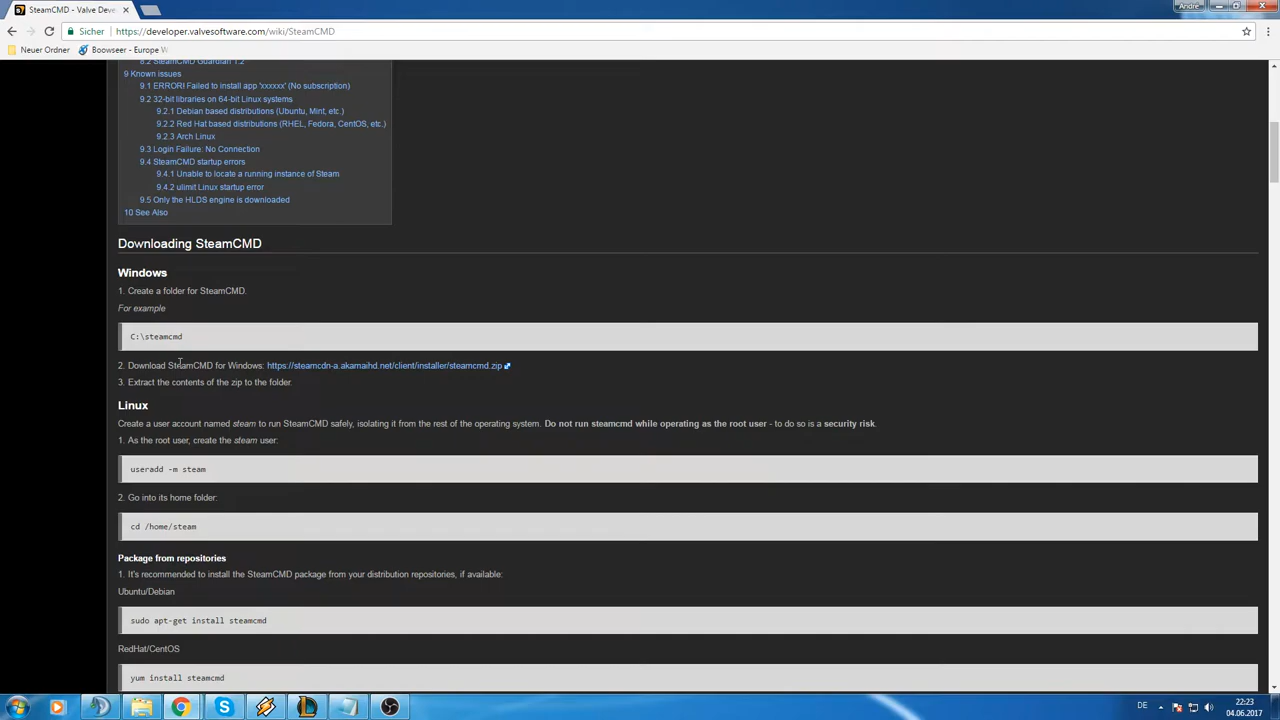 SteamCMD - Valve Deve
Andre
Sicher
https://developer.valvesoftware.com/wiki/SteamCMD
Neuer Ordner
Boowseer - Europe W
8.2 SteamCMD Guardian 1.2
9 Known issues
9.1 ERROR! Failed to install app 'xxxxxx' (No subscription)
9.2 32-bit libraries on 64-bit Linux systems
9.2.1 Debian based distributions (Ubuntu, Mint, etc.)
9.2.2 Red Hat based distributions (RHEL, Fedora, CentOS, etc.)
9.2.3 Arch Linux
9.3 Login Failure: No Connection
9.4 SteamCMD startup errors
9.4.1 Unable to locate a running instance of Steam
9.4.2 ulimit Linux startup error
9.5 Only the HLDS engine is downloaded
10 See Also
Downloading SteamCMD
Windows
1. Create a folder for SteamCMD.
For example
C:\steamcmd
2. Download SteamCMD for Windows: https://steamcdn-a.akamaihd.net/client/installer/steamcmd.zip
3. Extract the contents of the zip to the folder.
Linux
Create a user account named steam to run SteamCMD safely, isolating it from the rest of the operating system. Do not run steamcmd while operating as the root user - to do so is a security risk.
1. As the root user, create the steam user:
useradd -m steam
2. Go into its home folder:
cd /home/steam
Package from repositories
1. It's recommended to install the SteamCMD package from your distribution repositories, if available:
Ubuntu/Debian
sudo apt-get install steamcmd
RedHat/CentOS
yum install steamcmd
DE
22:23
04.06.2017